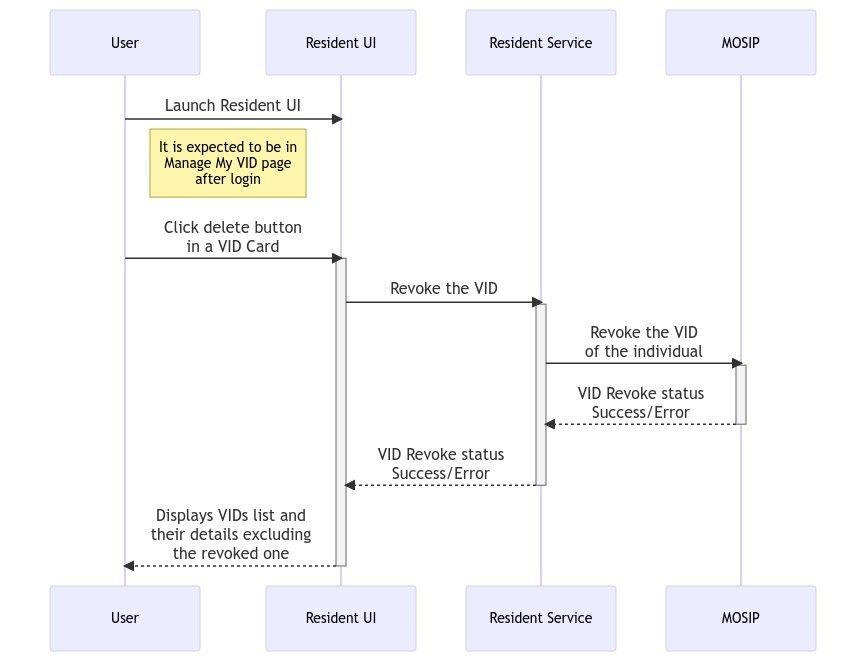 User
Resident UI
Resident Service
MOSIP
Launch Resident UI
It is expected to be in
Manage My VID page
after login
Click delete button
in a VID Card
Revoke the VID
Revoke the VID
of the individual
VID Revoke status
Success/Error
VID Revoke status
Success/Error
Displays VIDs list and
their details excluding
the revoked one
User
Resident UI
Resident Service
MOSIP